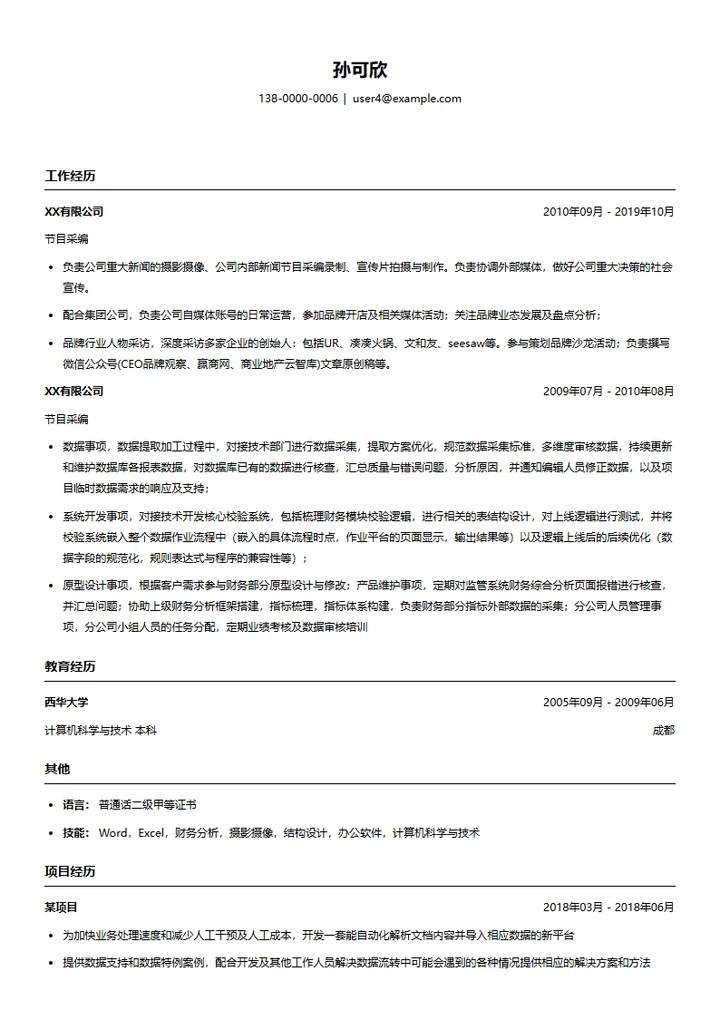 孙可欣
138-0000-0006 | user4@example.com
工作经历
XX有限公司 2010年09月 - 2019年10月
节目采编
• 负责公司重大新闻的摄影摄像、公司内部新闻节目采编录制、宣传片拍摄与制作。负责协调外部媒体，做好公司重大决策的社会
宣传。
• 配合集团公司，负责公司自媒体账号的日常运营，参加品牌开店及相关媒体活动；关注品牌业态发展及盘点分析；
• 品牌行业人物采访，深度采访多家企业的创始人：包括UR、凑凑火锅、文和友、seesaw等。参与策划品牌沙龙活动；负责撰写
微信公众号(CEO品牌观察、赢商网、商业地产云智库)文章原创稿等。
XX有限公司 2009年07月 - 2010年08月
节目采编
• 数据事项，数据提取加工过程中，对接技术部门进行数据采集，提取方案优化，规范数据采集标准，多维度审核数据，持续更新
和维护数据库各报表数据，对数据库已有的数据进行核查，汇总质量与错误问题，分析原因，并通知编辑人员修正数据，以及项
目临时数据需求的响应及支持；
• 系统开发事项，对接技术开发核心校验系统，包括梳理财务模块校验逻辑，进行相关的表结构设计，对上线逻辑进行测试，并将
校验系统嵌入整个数据作业流程中（嵌入的具体流程时点，作业平台的页面显示，输出结果等）以及逻辑上线后的后续优化（数
据字段的规范化，规则表达式与程序的兼容性等）；
• 原型设计事项，根据客户需求参与财务部分原型设计与修改；产品维护事项，定期对监管系统财务综合分析页面报错进行核查，
并汇总问题；协助上级财务分析框架搭建，指标梳理，指标体系构建，负责财务部分指标外部数据的采集；分公司人员管理事
项，分公司小组人员的任务分配，定期业绩考核及数据审核培训
教育经历
西华大学 2005年09月 - 2009年06月
计算机科学与技术 本科 成都
其他
• 语言： 普通话二级甲等证书
• 技能： Word，Excel，财务分析，摄影摄像，结构设计，办公软件，计算机科学与技术
项目经历
某项目 2018年03月 - 2018年06月
• 为加快业务处理速度和减少人工干预及人工成本，开发一套能自动化解析文档内容并导入相应数据的新平台
• 提供数据支持和数据特例案例，配合开发及其他工作人员解决数据流转中可能会遇到的各种情况提供相应的解决方案和方法